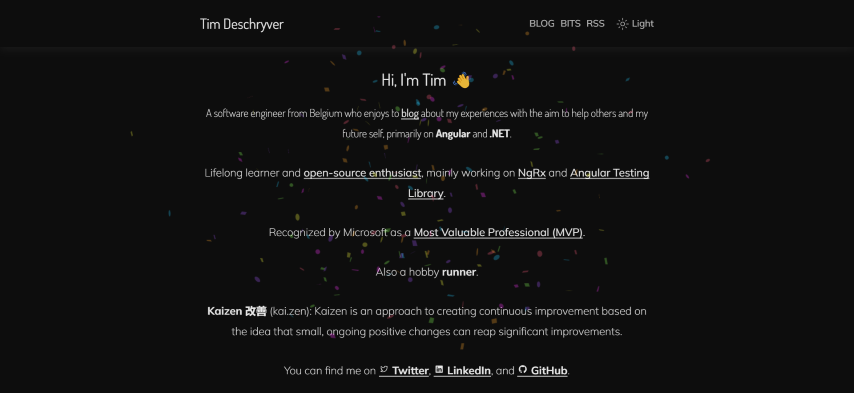 Tim Deschryver
BLOG BITS RSS Light
Hi, I'm Tim 👋
A software engineer from Belgium who enjoys to blog about my experiences with the aim to help others and my
future self, primarily on Angular and .NET.
Lifelong learner and open-source enthusiast, mainly working on NgRx and Angular Testing
Library.
Recognized by Microsoft as a Most Valuable Professional (MVP).
Also a hobby runner.
Kaizen 改善 (kai.zen): Kaizen is an approach to creating continuous improvement based on
the idea that small, ongoing positive changes can reap significant improvements.
You can find me on Twitter, LinkedIn, and GitHub.